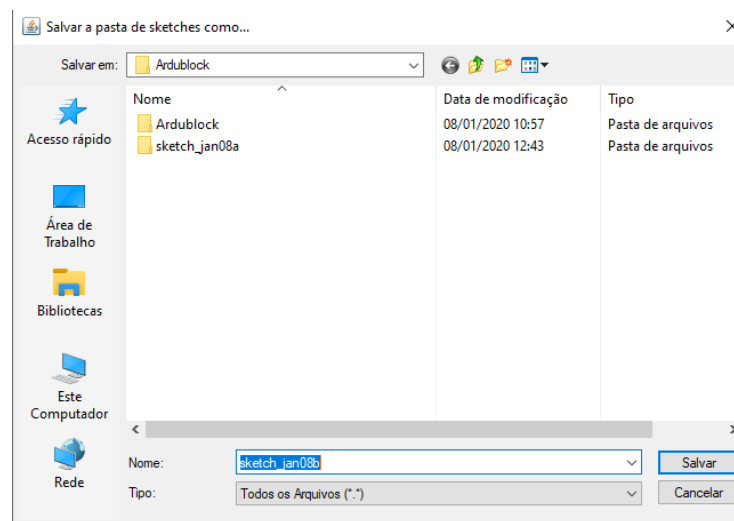 Salvar a pasta de sketches como...
Salvar em: Ardublock
Nome Data de modificação Tipo
Ardublock 08/01/2020 10:57 Pasta de arquivos
sketch_jan08a 08/01/2020 12:43 Pasta de arquivos
Acesso rápido
Área de
Trabalho
Bibliotecas
Este
Computador
Rede
Nome: sketch_jan08b Salvar
Tipo: Todos os Arquivos (*.*) Cancelar